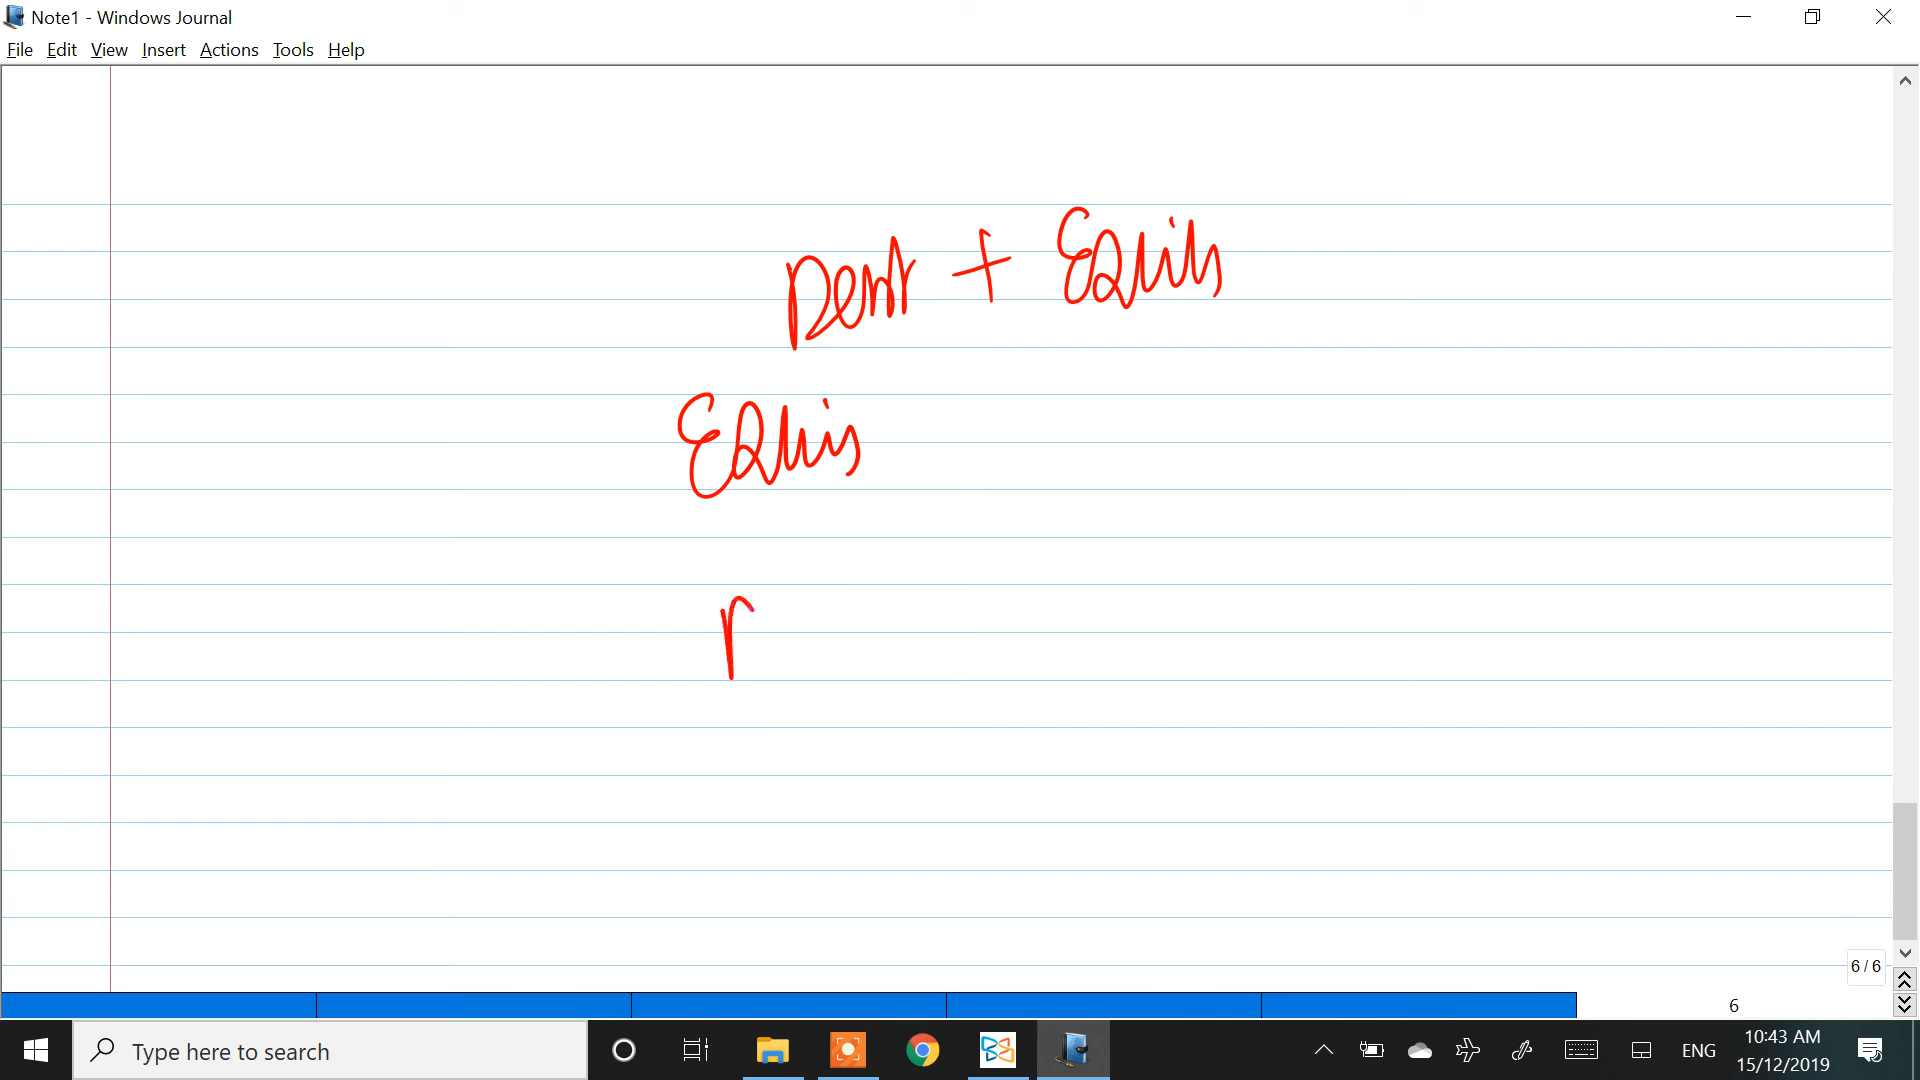 Note1 - Windows Journal
File Edit View Insert Actions Tools Help
Debt + Equity
Equity
r
6 / 6
6
Type here to search
ENG
10:43 AM
15/12/2019